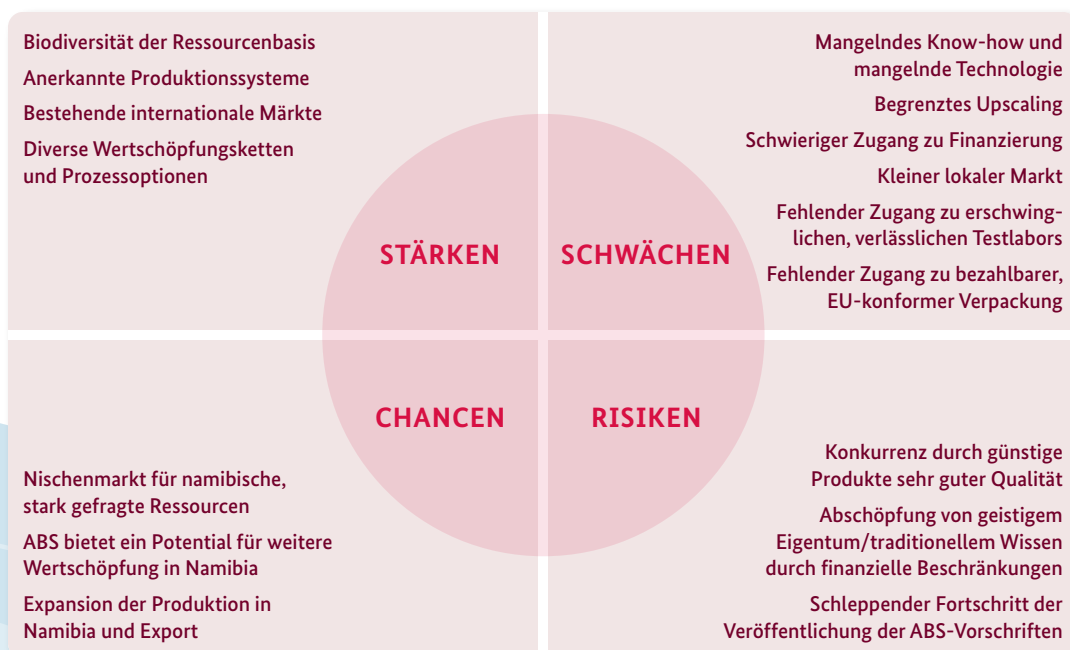 Biodiversität der Ressourcenbasis
Anerkannte Produktionssysteme
Bestehende internationale Märkte
Diverse Wertschöpfungsketten
und Prozessoptionen
STÄRKEN
Mangelndes Know-how und
mangelnde Technologie
Begrenztes Upscaling
Schwieriger Zugang zu Finanzierung
Kleiner lokaler Markt
Fehlender Zugang zu erschwing-
lichen, verlässlichen Testlabors
Fehlender Zugang zu bezahlbarer,
EU-konformer Verpackung
SCHWÄCHEN
CHANCEN
Nischenmarkt für namibische,
stark gefragte Ressourcen
ABS bietet ein Potential für weitere
Wertschöpfung in Namibia
Expansion der Produktion in
Namibia und Export
RISIKEN
Konkurrenz durch günstige
Produkte sehr guter Qualität
Abschöpfung von geistigem
Eigentum/traditionellem Wissen
durch finanzielle Beschränkungen
Schleppender Fortschritt der
Veröffentlichung der ABS-Vorschriften